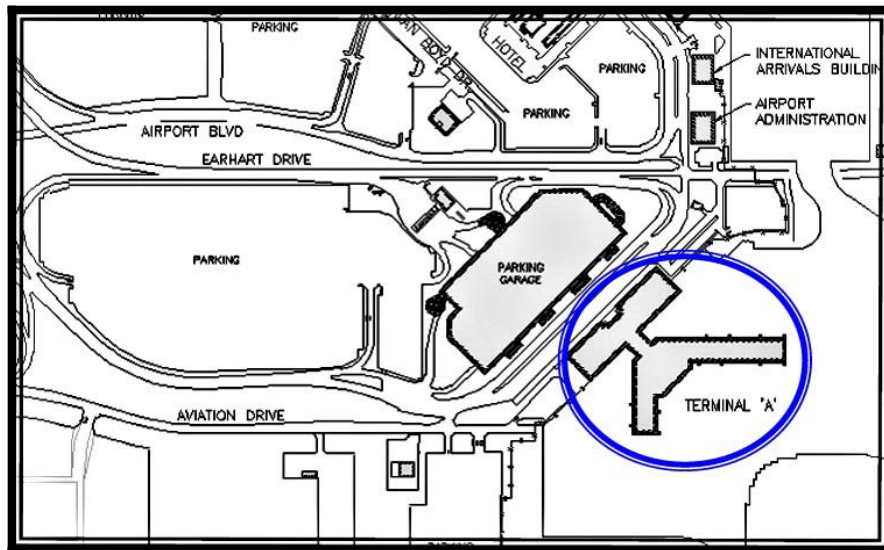 PARKING
HOTEL
PARKING
PARKING
INTERNATIONAL
ARRIVALS BUILDIN
AIRPORT
ADMINISTRATION
AIRPORT BLVD
EARHART DRIVE
PARKING
PARKING
GARAGE
TERMINAL 'A'
AVIATION DRIVE